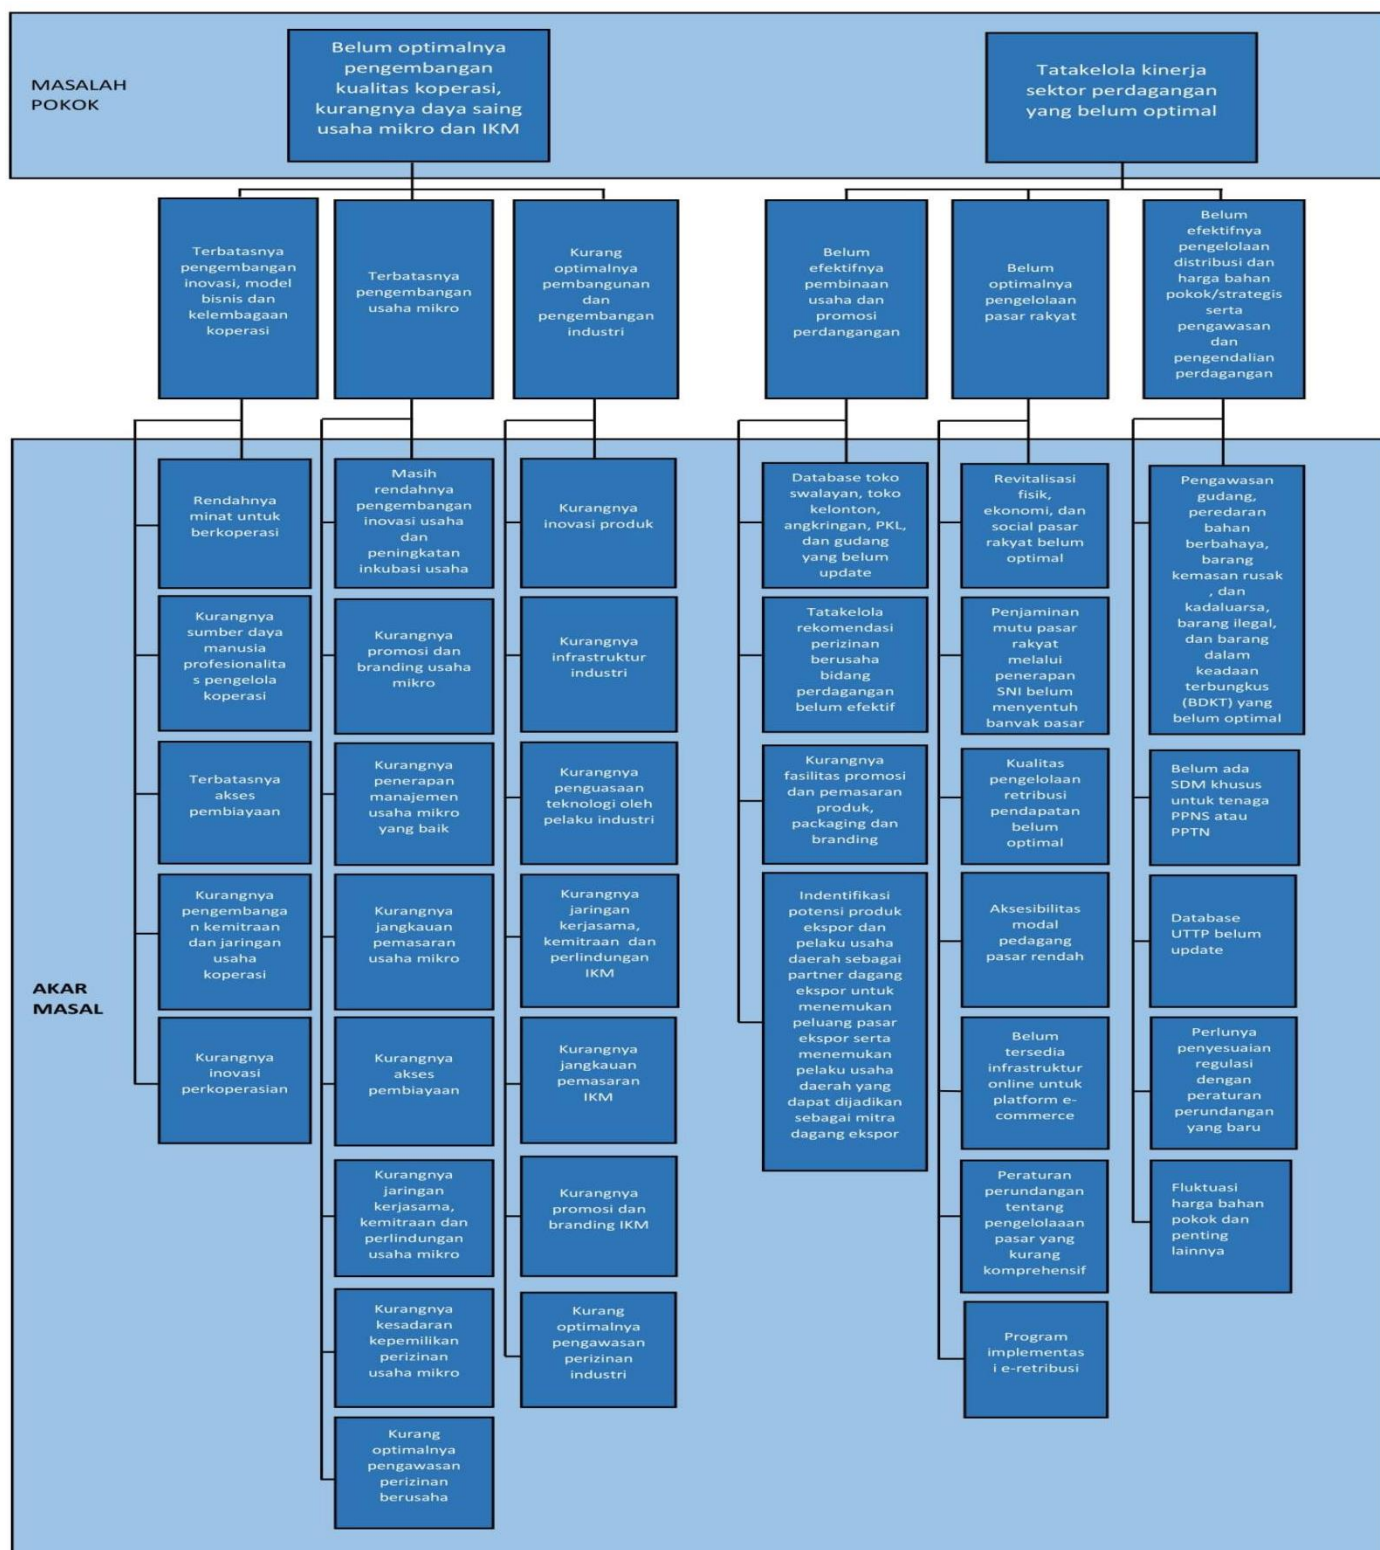 MASALAH
POKOK
Belum optimalnya
pengembangan
kualitas koperasi,
kurangnya daya saing
usaha mikro dan IKM
Tatakelola kinerja
sektor perdagangan
yang belum optimal
Terbatasnya
pengembangan
inovasi, model
bisnis dan
kelembagaan
koperasi
Terbatasnya
pengembangan
usaha mikro
Kurang
optimalnya
pembangunan
dan
pengembangan
industri
Belum
efektifnya
pembinaan
usaha dan
promosi
perdangangan
Belum
optimalnya
pengelolaan
pasar rakyat
Belum
efektifnya
pengelolaan
distribusi dan
harga bahan
pokok/strategis
serta
pengawasan
dan
pengendalian
perdagangan
AKAR
MASAL
Rendahnya
minat untuk
berkoperasi
Kurangnya
sumber daya
manusia
profesionalita
s pengelola
koperasi
Terbatasnya
akses
pembiayaan
Kurangnya
pengembanga
n kemitraan
dan jaringan
usaha
koperasi
Kurangnya
inovasi
perkoperasian
Masih
rendahnya
pengembangan
inovasi usaha
dan
peningkatan
inkubasi usaha
Kurangnya
promosi dan
branding usaha
mikro
Kurangnya
penerapan
manajemen
usaha mikro
yang baik
Kurangnya
jangkauan
pemasaran
usaha mikro
Kurangnya
akses
pembiayaan
Kurangnya
jaringan
kerjasama,
kemitraan dan
perlindungan
usaha mikro
Kurangnya
kesadaran
kepemilikan
perizinan
usaha mikro
Kurang
optimalnya
pengawasan
perizinan
berusaha
Kurangnya
inovasi produk
Kurangnya
infrastruktur
industri
Kurangnya
penguasaan
teknologi oleh
pelaku industri
Kurangnya
jaringan
kerjasama,
kemitraan dan
perlindungan
IKM
Kurangnya
jangkauan
pemasaran
IKM
Kurangnya
promosi dan
branding IKM
Kurang
optimalnya
pengawasan
perizinan
industri
Database toko
swalayan, toko
kelonton,
angkringan, PKL,
dan gudang
yang belum
update
Tatakelola
rekomendasi
perizinan
berusaha
bidang
perdagangan
belum efektif
Kurangnya
fasilitas promosi
dan pemasaran
produk,
packaging dan
branding
Indentifikasi
potensi produk
ekspor dan
pelaku usaha
daerah sebagai
partner dagang
ekspor untuk
menemukan
peluang pasar
ekspor serta
menemukan
pelaku usaha
daerah yang
dapat dijadikan
sebagai mitra
dagang ekspor
Revitalisasi
fisik,
ekonomi, dan
social pasar
rakyat belum
optimal
Penjaminan
mutu pasar
rakyat
melalui
penerapan
SNI belum
menyentuh
banyak pasar
Kualitas
pengelolaan
retribusi
pendapatan
belum
optimal
Aksesibilitas
modal
pedagang
pasar rendah
Belum
tersedia
infrastruktur
online untuk
platform e-
commerce
Peraturan
perundangan
tentang
pengelolaaan
pasar yang
kurang
komprehensif
Program
implementas
i e-retribusi
Pengawasan
gudang,
peredaran
bahan
berbahaya,
barang
kemasan rusak
, dan
kadaluarsa,
barang ilegal,
dan barang
dalam
keadaan
terbungkus
(BDKT) yang
belum optimal
Belum ada
SDM khusus
untuk tenaga
PPNS atau
PPTN
Database
UTTP belum
update
Perlunya
penyesuaian
regulasi
dengan
peraturan
perundangan
yang baru
Fluktuasi
harga bahan
pokok dan
penting
lainnya